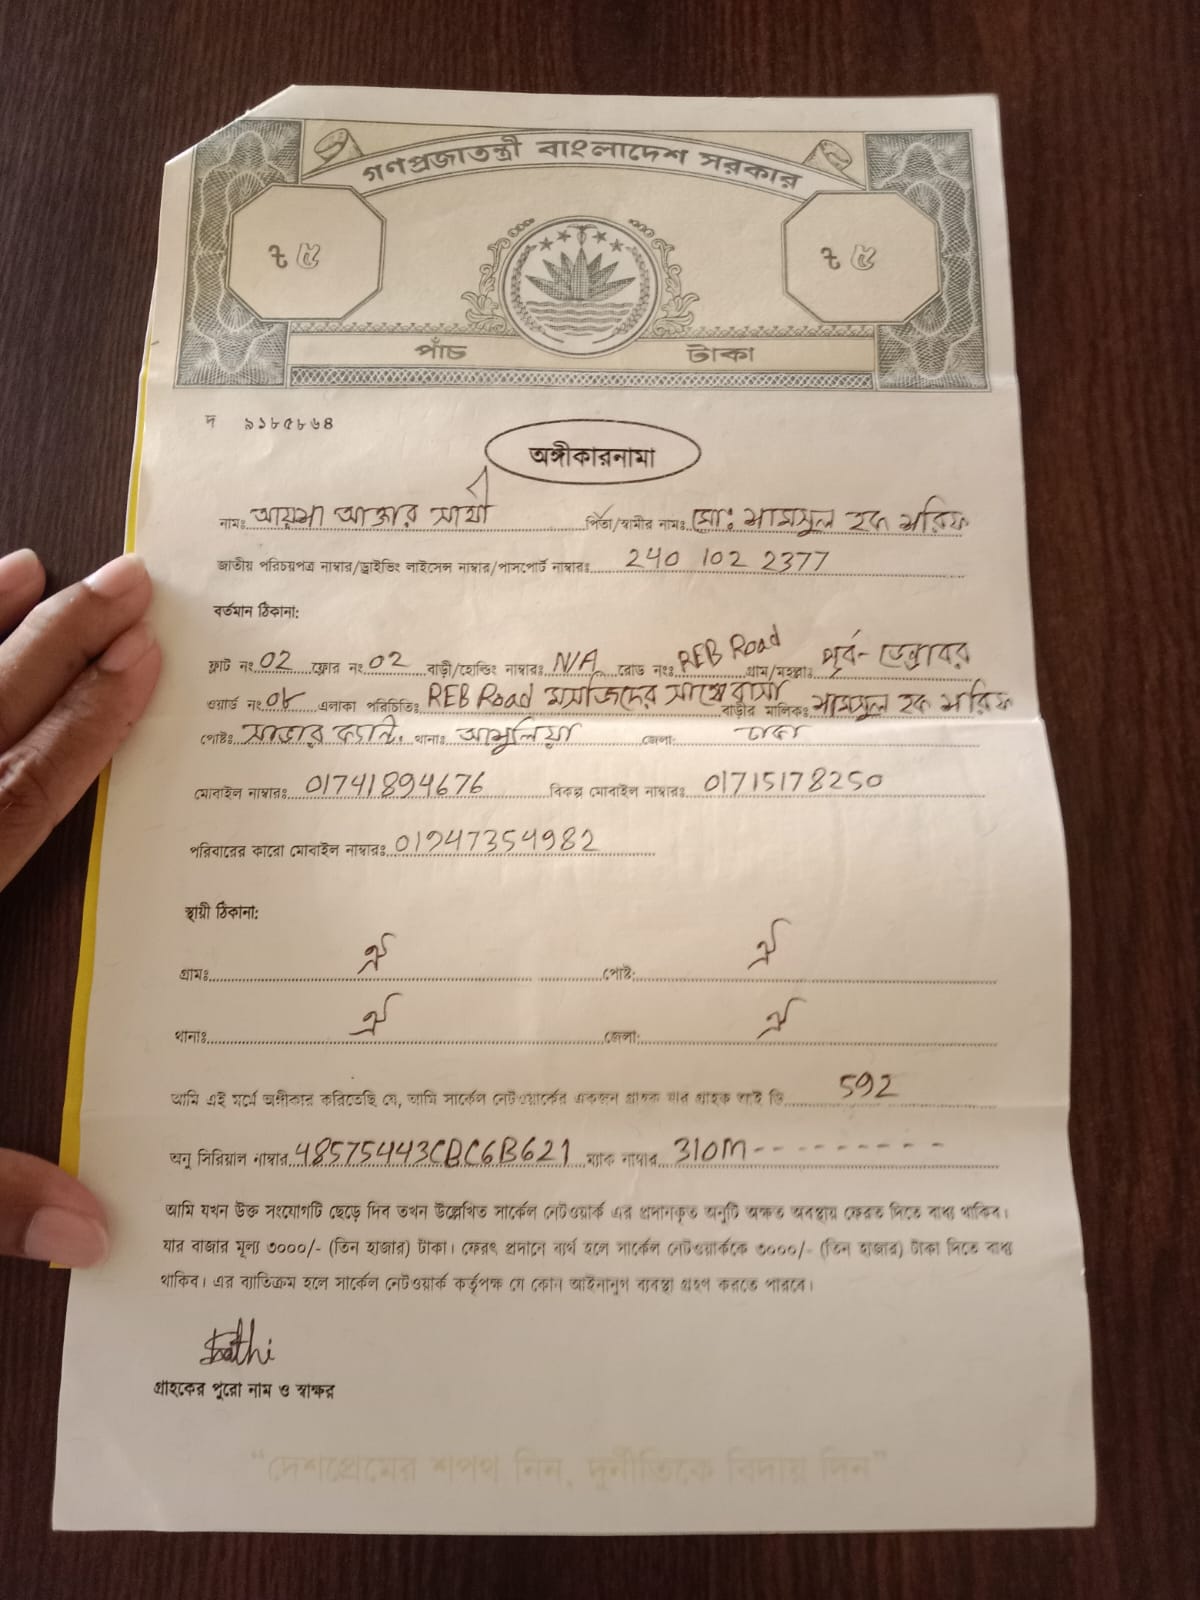 গণপ্রজাতন্ত্রী বাংলাদেশ সরকার
৳ ৫ ৳ ৫
পাঁচ টাকা
দ ৯১৮৫৮৬৪
অঙ্গীকারনামা
নামঃ আয়শা আক্তার সাথী পিতা/স্বামীর নামঃ মোঃ শামসুল হক শরিফ
জাতীয় পরিচয়পত্র নাম্বার/ড্রাইভিং লাইসেন্স নাম্বার/পাসপোর্ট নাম্বারঃ 240 102 2377
বর্তমান ঠিকানা:
ফ্লাট নং 02 ফ্লোর নং 02 বাড়ী/হোল্ডিং নাম্বারঃ N/A রোড নংঃ REB Road গ্রাম/মহল্লাঃ পূর্ব-ডেন্ডাবর
ওয়ার্ড নং 08 এলাকা পরিচিতিঃ REB Road মসজিদের সাথে বাসা বাড়ীর মালিকঃ শামসুল হক শরিফ
পোষ্টঃ সাভার ক্যান্ট. থানাঃ আশুলিয়া জেলা: ঢাকা
মোবাইল নাম্বারঃ 01741894676 বিকল্প মোবাইল নাম্বারঃ 01715178250
পরিবারের কারো মোবাইল নাম্বারঃ 01947354982
স্থায়ী ঠিকানা:
গ্রামঃ ঐ পোষ্ট: ঐ
থানাঃ ঐ জেলা: ঐ
আমি এই মর্মে অঙ্গীকার করিতেছি যে, আমি সার্কেল নেটওয়ার্কের একজন গ্রাহক যার গ্রাহক আই ডি 592
অনু সিরিয়াল নাম্বার 48575443CBC6B621 ম্যাক নাম্বার 310M---------
আমি যখন উক্ত সংযোগটি ছেড়ে দিব তখন উল্লেখিত সার্কেল নেটওয়ার্ক এর প্রদানকৃত অনুটি অক্ষত অবস্থায় ফেরত দিতে বাধ্য থাকিব।
যার বাজার মূল্য ৩০০০/- (তিন হাজার) টাকা। ফেরৎ প্রদানে ব্যর্থ হলে সার্কেল নেটওয়ার্ককে ৩০০০/- (তিন হাজার) টাকা দিতে বাধ্য
থাকিব। এর ব্যাতিক্রম হলে সার্কেল নেটওয়ার্ক কর্তৃপক্ষ যে কোন আইনানুগ ব্যবস্থা গ্রহণ করতে পারবে।
Sathi
গ্রাহকের পুরো নাম ও স্বাক্ষর
"দেশপ্রেমের শপথ নিন, দুর্নীতিকে বিদায় দিন"